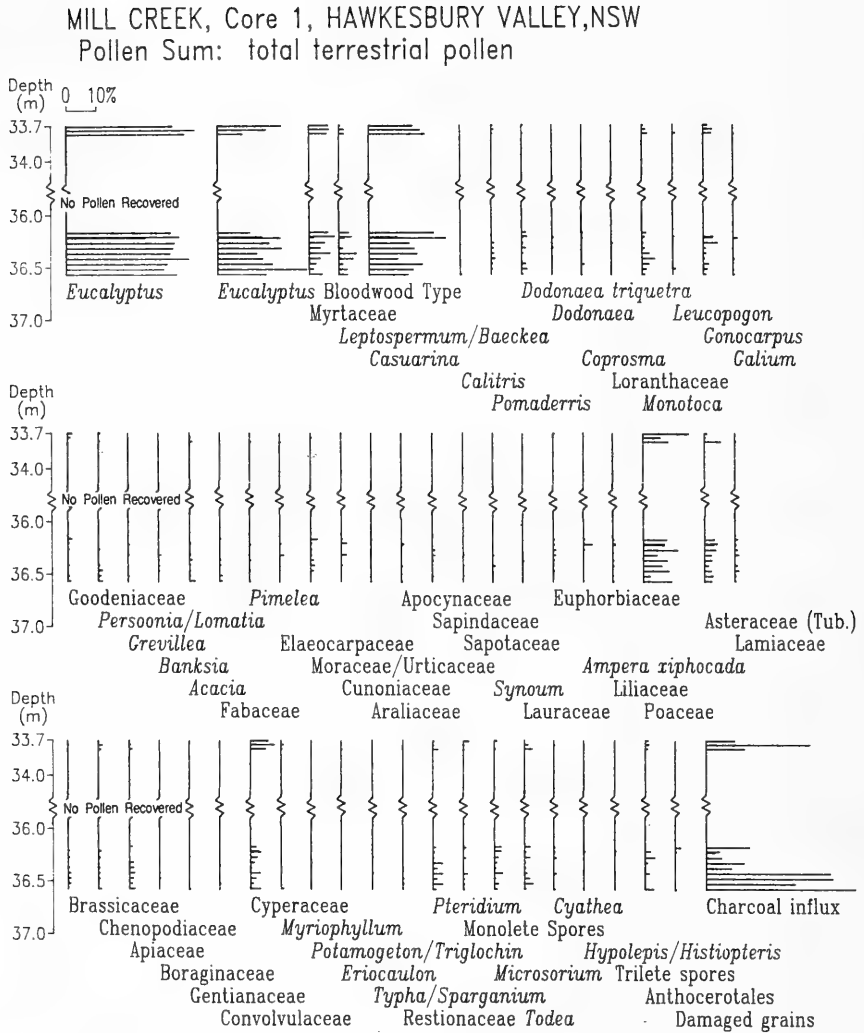 MILL CREEK, Core 1, HAWKESBURY VALLEY,NSW
Pollen Sum: total terrestrial pollen
Depth
(m)
0 10%
33.7
34.0
No Pollen Recovered
36.0
36.5
37.0
Eucalyptus
Eucalyptus Bloodwood Type
Dodonaea triquetra
Myrtaceae
Dodonaea
Leucopogon
Leptospermum/Baeckea
Gonocarpus
Casuarina
Coprosma
Galium
Calitris
Loranthaceae
Pomaderris
Monotoca
Depth
(m)
33.7
34.0
No Pollen Recovered
36.0
36.5
37.0
Goodeniaceae
Pimelea
Apocynaceae
Euphorbiaceae
Persoonia/Lomatia
Sapindaceae
Asteraceae (Tub.)
Grevillea
Elaeocarpaceae
Sapotaceae
Lamiaceae
Banksia
Moraceae/Urticaceae
Ampera xiphocada
Acacia
Cunoniaceae
Synoum
Liliaceae
Fabaceae
Araliaceae
Lauraceae
Poaceae
Depth
(m)
33.7
34.0
No Pollen Recovered
36.0
36.5
37.0
Brassicaceae
Cyperaceae
Pteridium
Cyathea
Charcoal influx
Chenopodiaceae
Myriophyllum
Monolete Spores
Apiaceae
Potamogeton/Triglochin
Hypolepis/Histiopteris
Boraginaceae
Eriocaulon
Microsorium
Trilete spores
Gentianaceae
Typha/Sparganium
Anthocerotales
Convolvulaceae
Restionaceae
Todea
Damaged grains